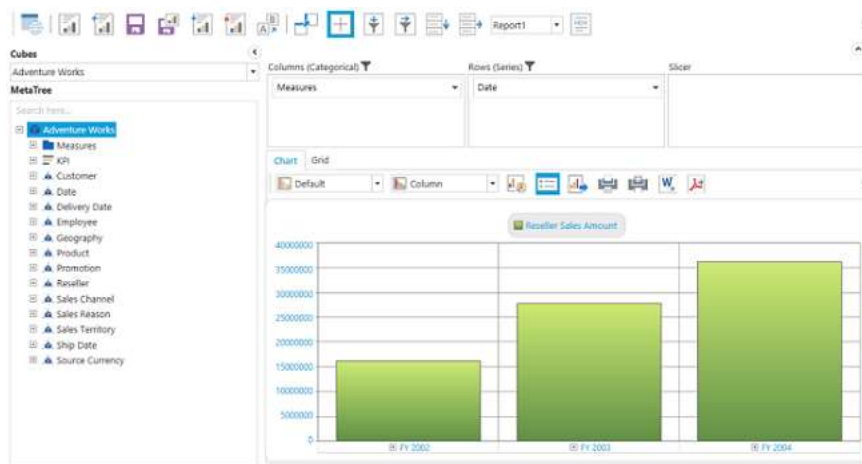 Report1
Cubes
Adventure Works
MetaTree
Search here...
Adventure Works
Measures
KPI
Customer
Date
Delivery Date
Employee
Geography
Product
Promotion
Reseller
Sales Channel
Sales Reason
Sales Territory
Ship Date
Source Currency
Columns (Categorical)
Measures
Rows (Series)
Date
Slicer
Chart Grid
Default Column
Reseller Sales Amount
40000000
35000000
30000000
25000000
20000000
15000000
10000000
5000000
0
FY 2002 FY 2003 FY 2004